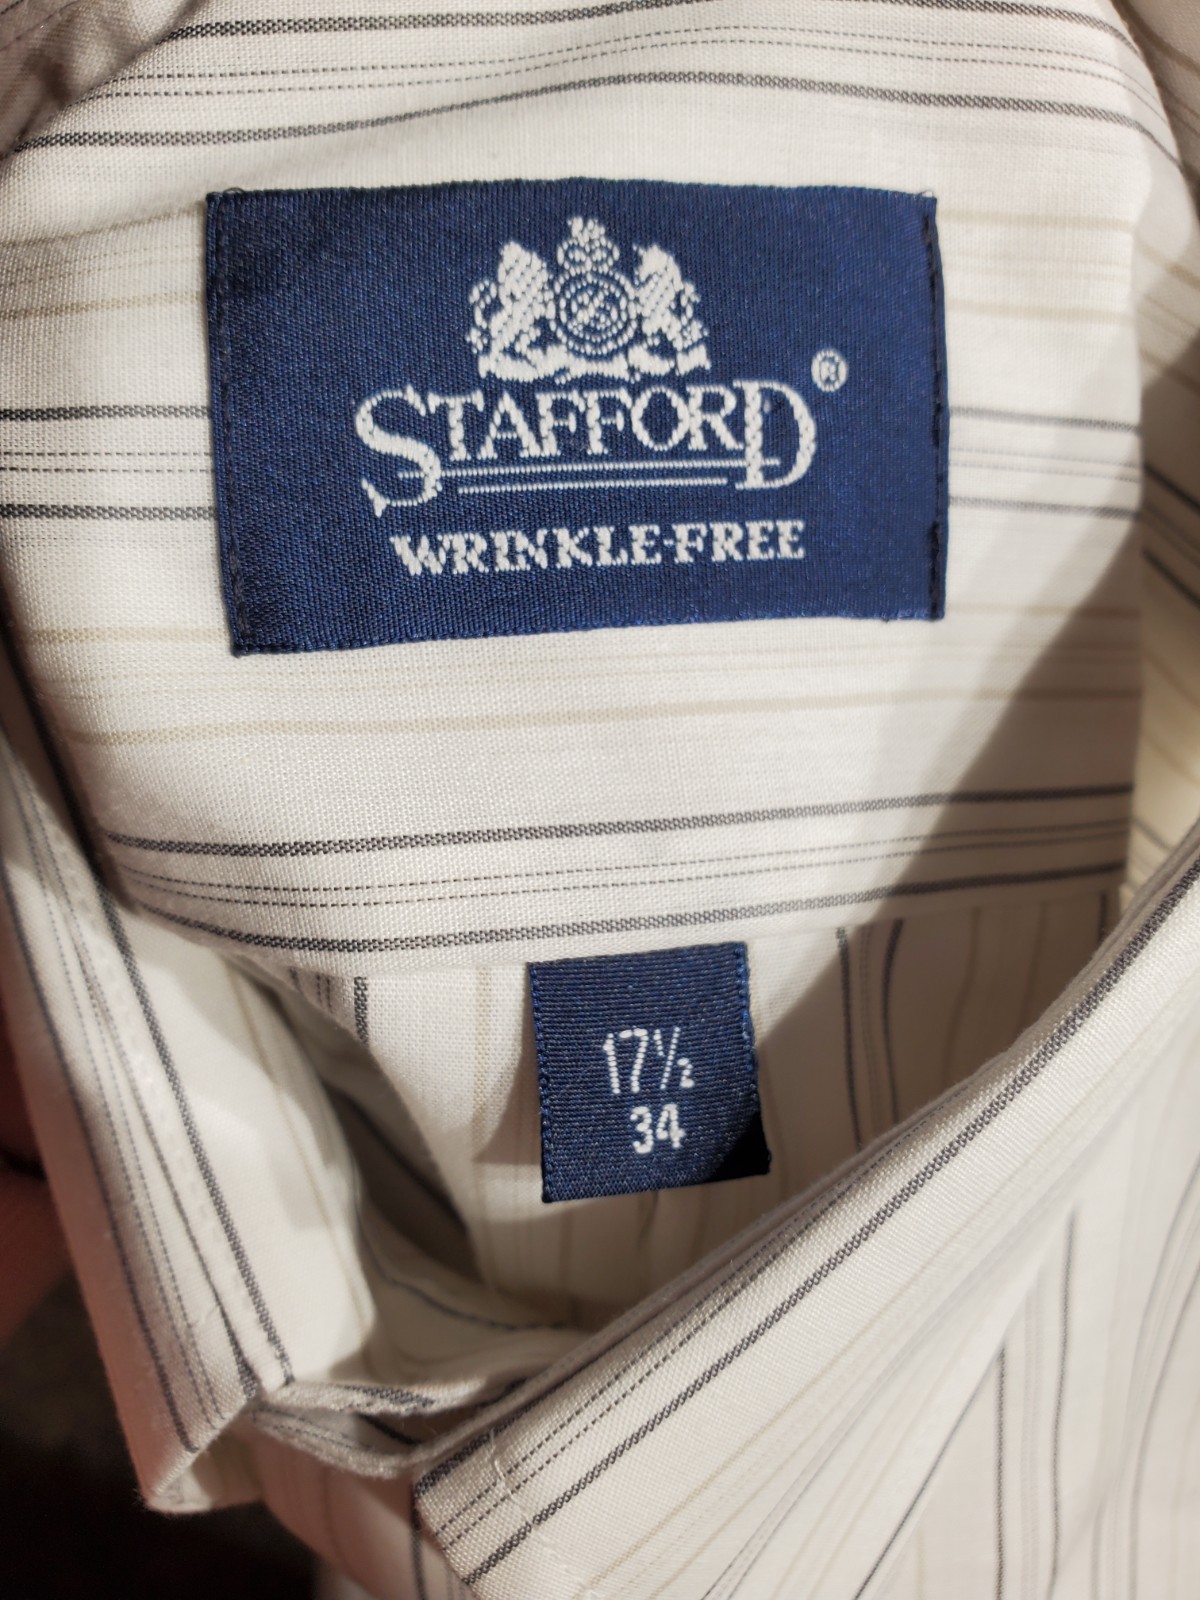 STAFFORD®
WRINKLE-FREE
17½
34